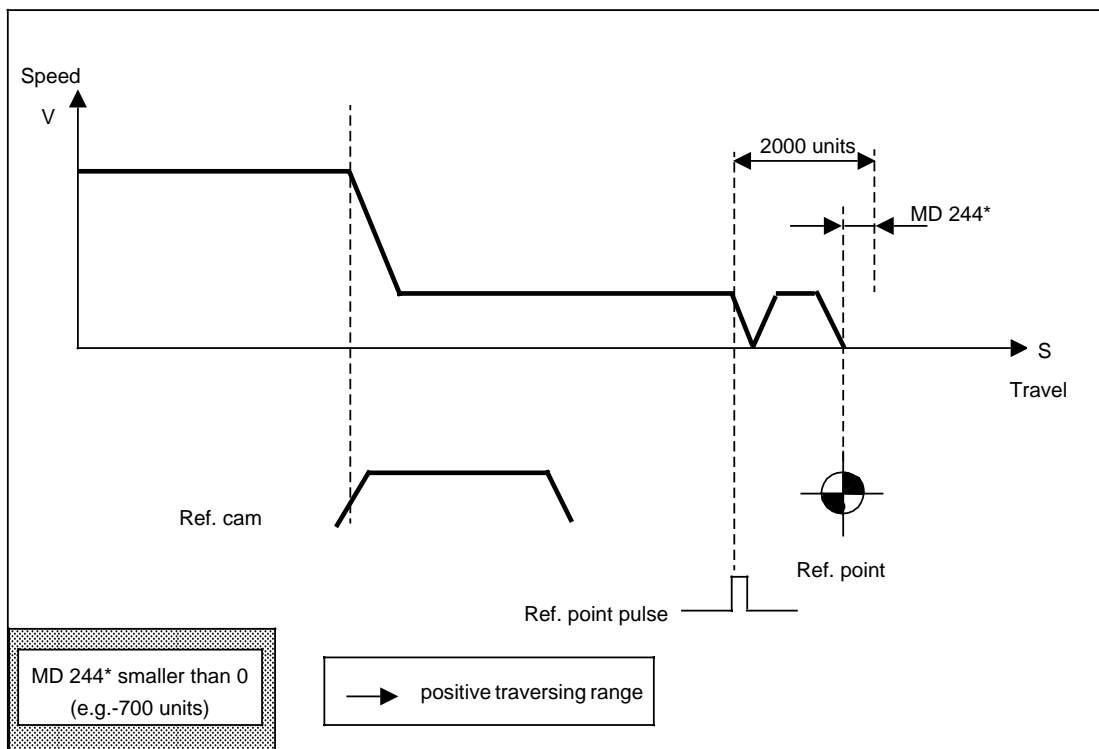 Speed
V
2000 units
MD 244*
S
Travel
Ref. cam
Ref. point
Ref. point pulse
MD 244* smaller than 0
(e.g.-700 units)
positive traversing range